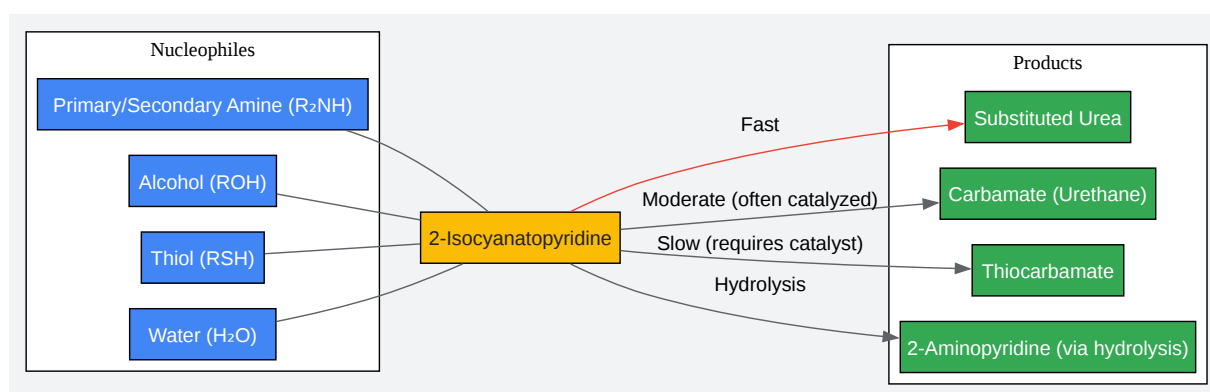 Nucleophiles
Primary/Secondary Amine (R₂NH)
Alcohol (ROH)
Thiol (RSH)
Water (H₂O)
2-Isocyanatopyridine
Fast
Moderate (often catalyzed)
Slow (requires catalyst)
Hydrolysis
Products
Substituted Urea
Carbamate (Urethane)
Thiocarbamate
2-Aminopyridine (via hydrolysis)